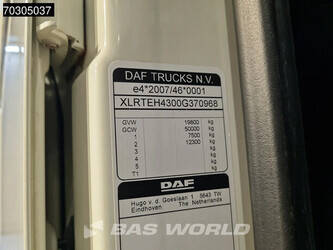 70305037
DAF TRUCKS N.V.
e4*2007/46*0001
XLRTEH4300G370968
GVW 19800 kg
GCW 50000 kg
1 7500 kg
2 12300 kg
3 kg
4 kg
5 kg
T1 kg
DAF
Hugo v. d. Goeslaan 1 5643 TW
Eindhoven The Netherlands
BAS WORLD